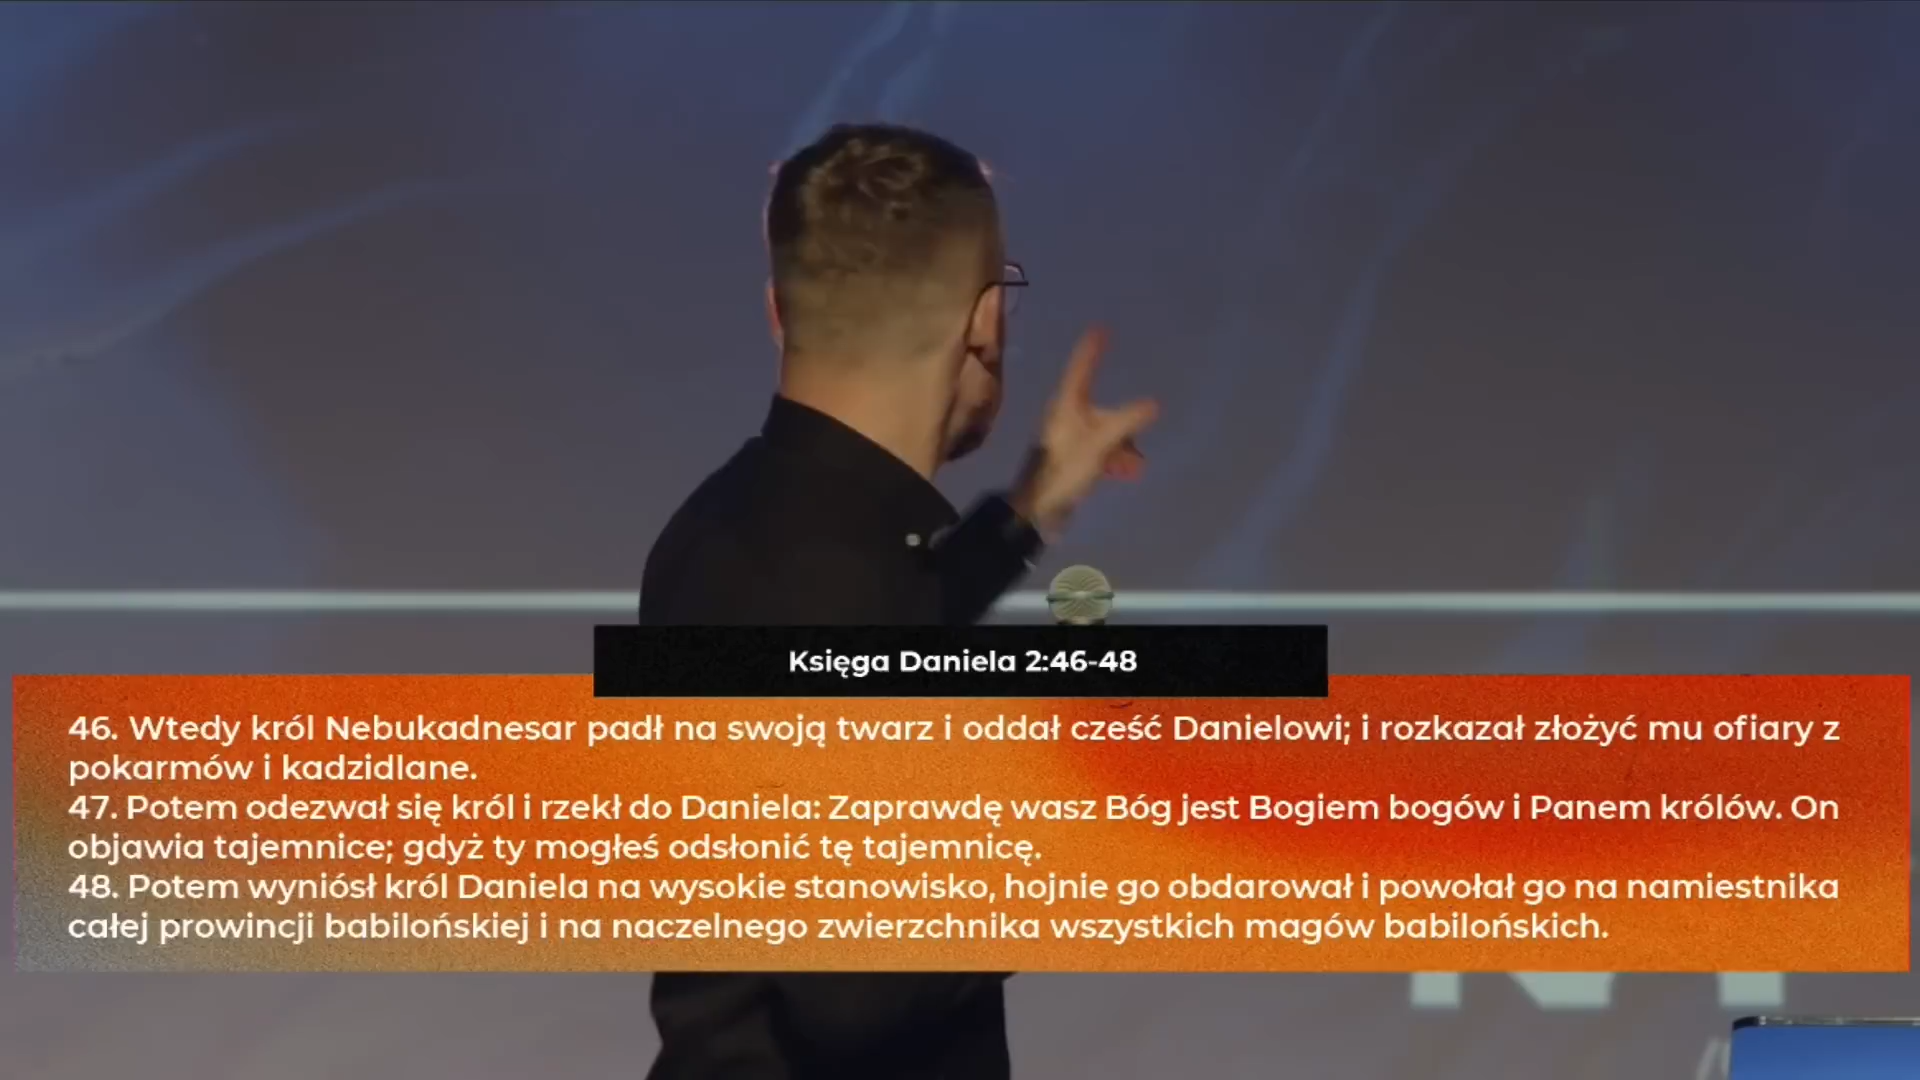 Księga Daniela 2:46-48
46. Wtedy król Nebukadnesar padł na swoją twarz i oddał cześć Danielowi; i rozkazał złożyć mu ofiary z
pokarmów i kadzidlane.
47. Potem odezwał się król i rzekł do Daniela: Zaprawdę wasz Bóg jest Bogiem bogów i Panem królów. On
objawia tajemnice; gdyż ty mogłeś odsłonić tę tajemnicę.
48. Potem wyniósł król Daniela na wysokie stanowisko, hojnie go obdarował i powołał go na namiestnika
całej prowincji babilońskiej i na naczelnego zwierzchnika wszystkich magów babilońskich.